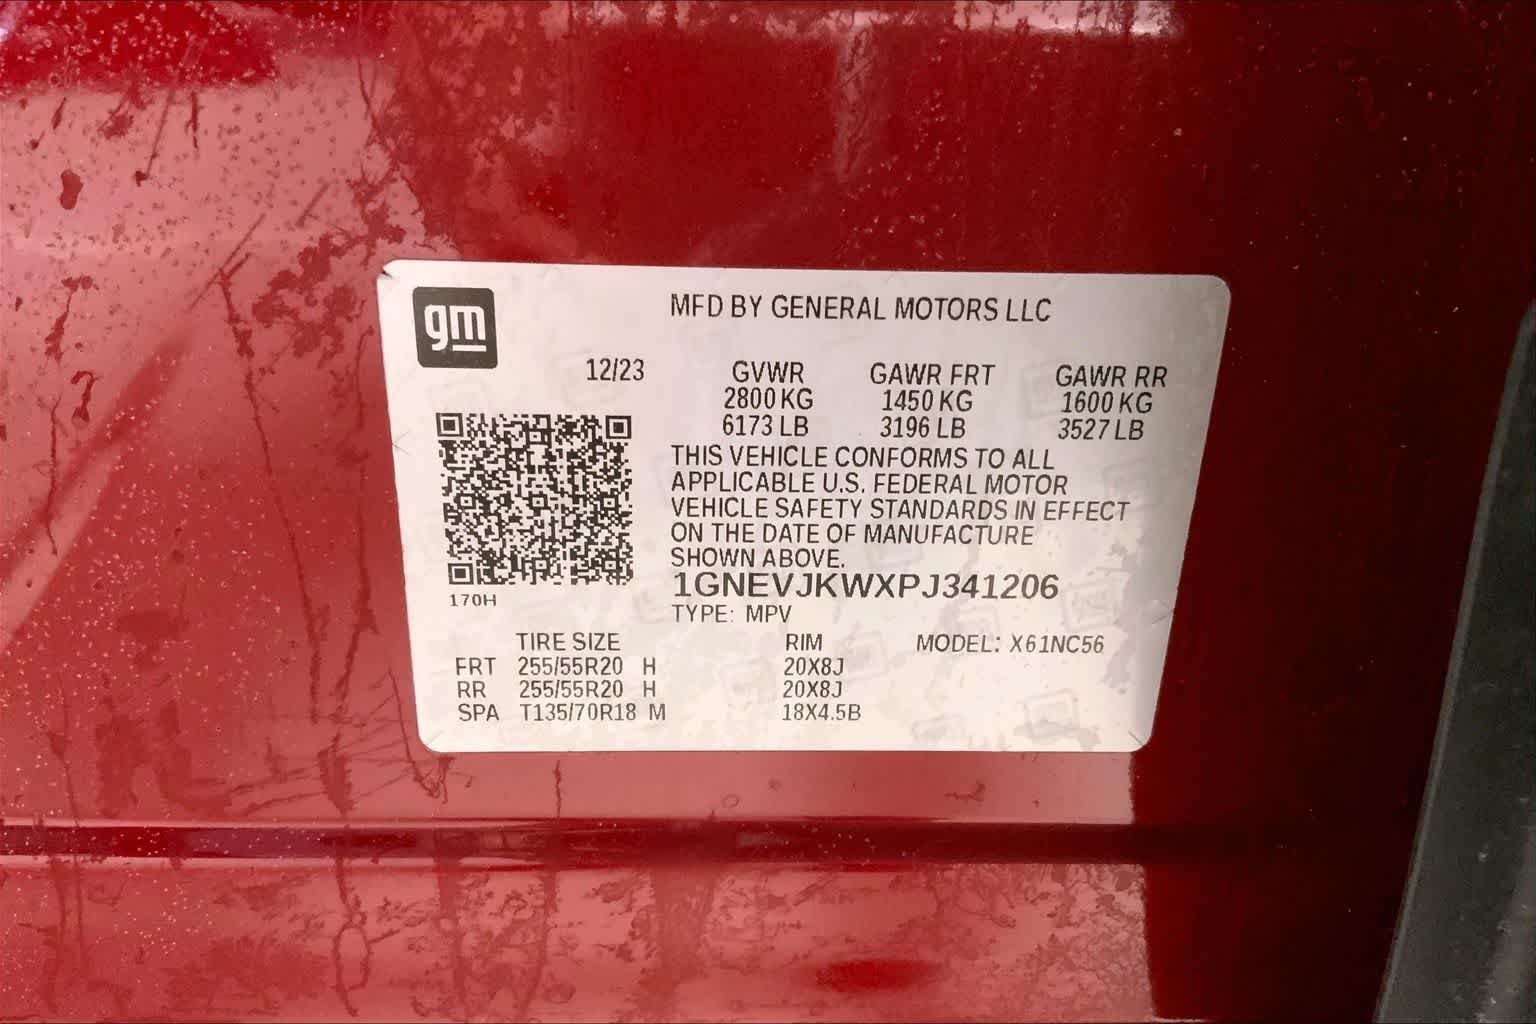 gm
MFD BY GENERAL MOTORS LLC
12/23 GVWR GAWR FRT GAWR RR
2800 KG 1450 KG 1600 KG
6173 LB 3196 LB 3527 LB
THIS VEHICLE CONFORMS TO ALL
APPLICABLE U.S. FEDERAL MOTOR
VEHICLE SAFETY STANDARDS IN EFFECT
ON THE DATE OF MANUFACTURE
SHOWN ABOVE.
1GNEVJKWXPJ341206
170H
TYPE: MPV
TIRE SIZE RIM MODEL: X61NC56
FRT 255/55R20 H 20X8J
RR 255/55R20 H 20X8J
SPA T135/70R18 M 18X4.5B